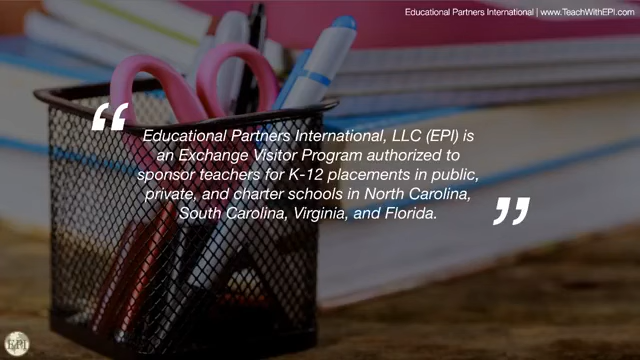 Educational Partners International | www.TeachWithEPI.com
“
Educational Partners International, LLC (EPI) is
an Exchange Visitor Program authorized to
sponsor teachers for K-12 placements in public,
private, and charter schools in North Carolina,
South Carolina, Virginia, and Florida.
”
EPI